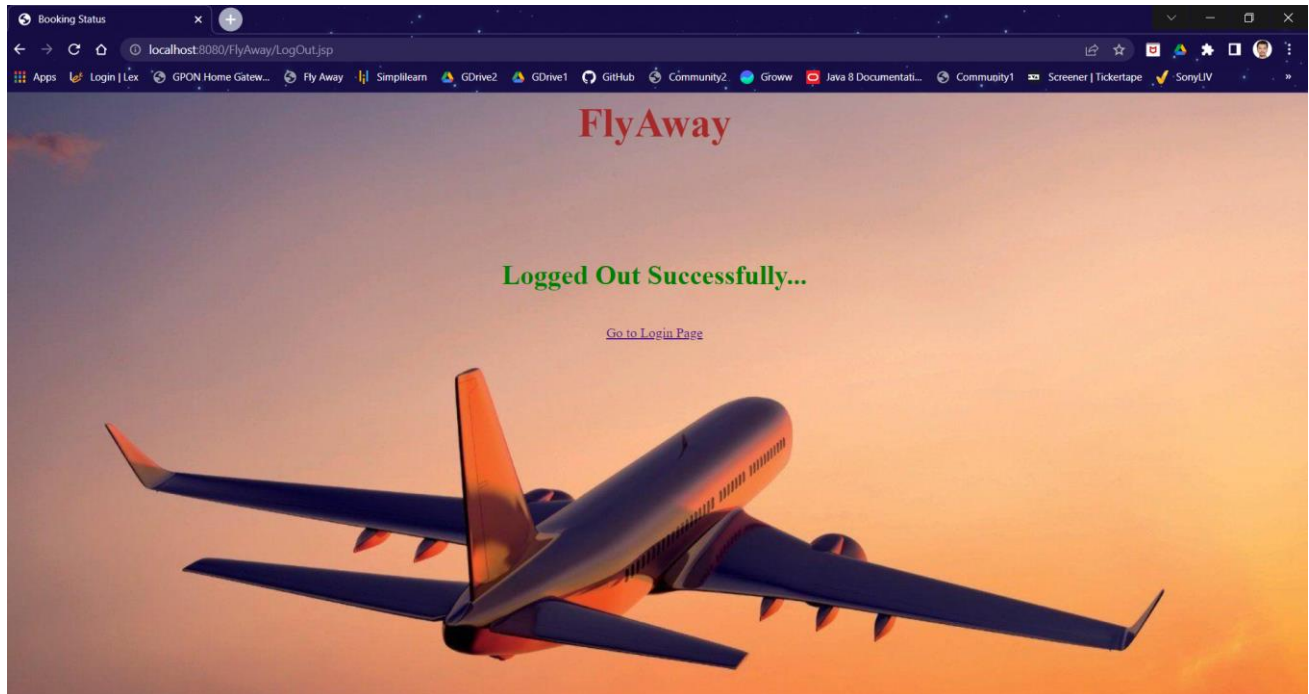 Booking Status
localhost:8080/FlyAway/LogOut.jsp
Apps Login | Lex GPON Home Gatew... Fly Away Simplilearn GDrive2 GDrive1 GitHub Community2 Groww Java 8 Documentati... Community1 Screener | Tickertape SonyLIV »
FlyAway
Logged Out Successfully...
Go to Login Page